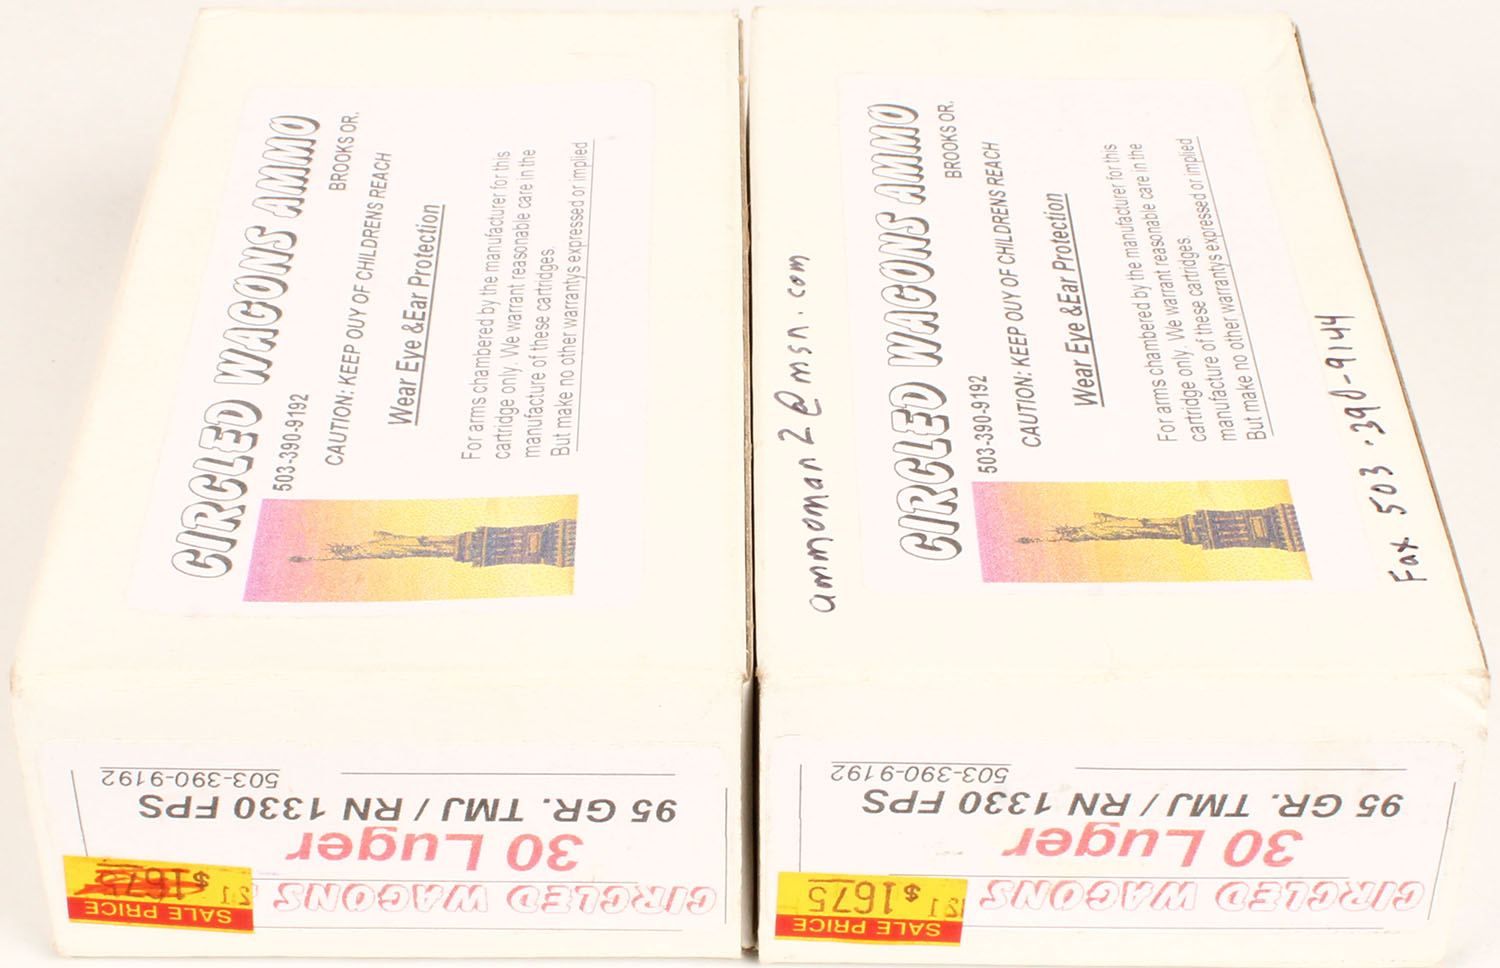 CIRCLED WAGONS AMMO
503-390-9192 BROOKS OR.
CAUTION: KEEP OUY OF CHILDRENS REACH
Wear Eye &Ear Protection
For arms chambered by the manufacturer for this
cartridge only. We warrant reasonable care in the
manufacture of these cartridges.
But make no other warrantys expressed or implied
SALE PRICE
$1675
CIRCLED WAGONS
30 Luger
95 GR. TMJ / RN 1330 FPS
503-390-9192
ammoman2@msn.com
CIRCLED WAGONS AMMO
503-390-9192 BROOKS OR.
CAUTION: KEEP OUY OF CHILDRENS REACH
Wear Eye &Ear Protection
For arms chambered by the manufacturer for this
cartridge only. We warrant reasonable care in the
manufacture of these cartridges.
But make no other warrantys expressed or implied
Fax 503-390-9144
SALE PRICE
$1675
CIRCLED WAGONS
30 Luger
95 GR. TMJ / RN 1330 FPS
503-390-9192